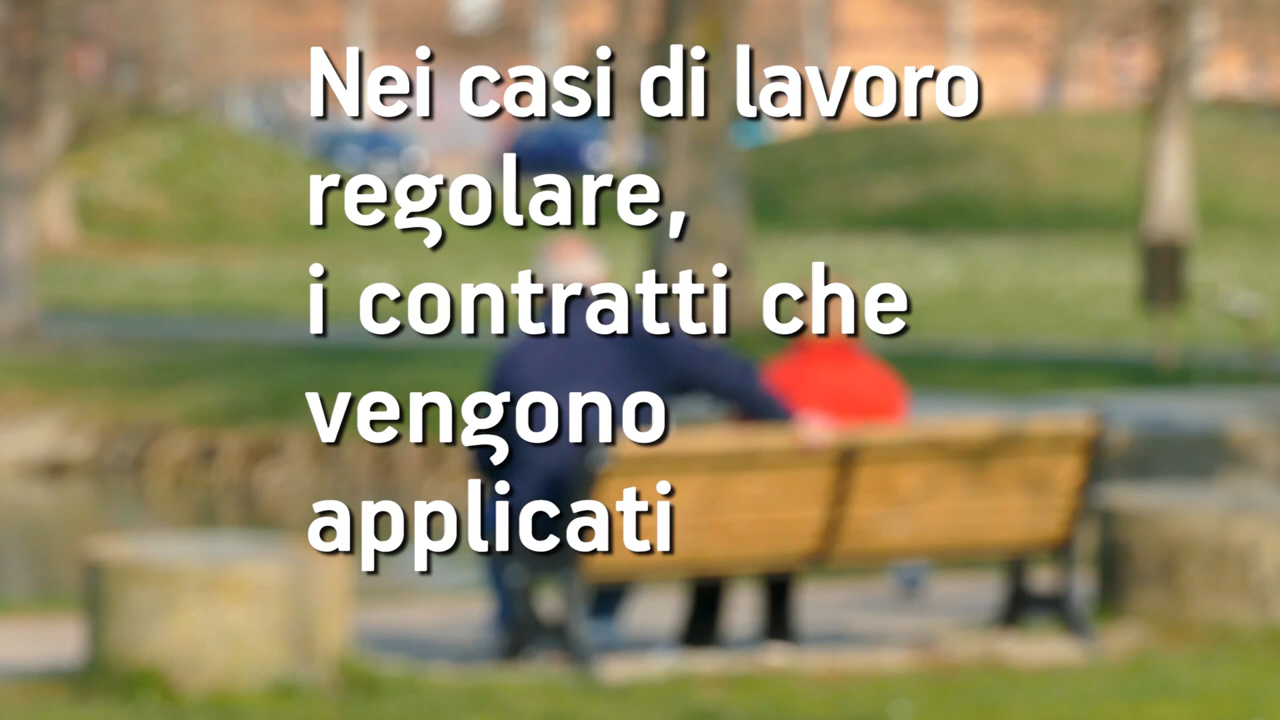 Nei casi di lavoro
regolare,
i contratti che
vengono
applicati